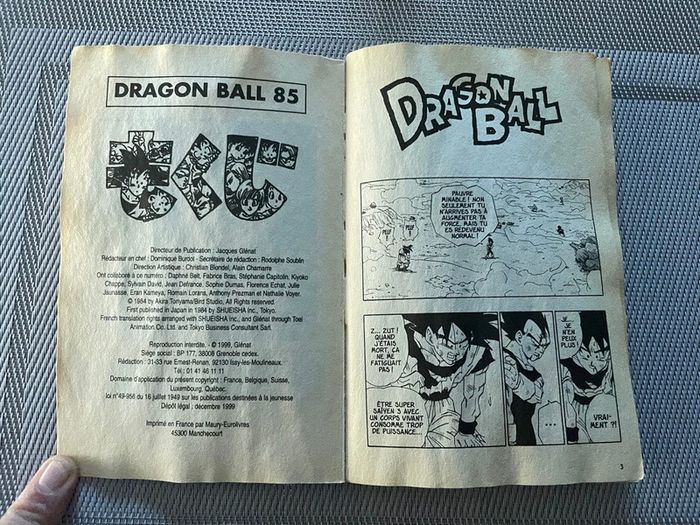 DRAGON BALL 85
もくじ
Directeur de Publication : Jacques Glénat
Rédacteur en chef : Dominique Burdot - Secrétaire de rédaction : Rodolphe Soublin
Direction Artistique : Christian Blondel, Alain Chamarre
Ont collaboré à ce numéro : Daphné Belt, Fabrice Bras, Stéphanie Capitolin, Kiyoko
Chappe, Sylvain David, Jean Defrance, Sophie Dumas, Florence Echat, Julie
Jaunasse, Eran Kameya, Romain Lorans, Anthony Prezman et Nathalie Voyer.
© 1984 by Akira Toriyama/Bird Studio, All Rights reserved.
First published in Japan in 1984 by SHUEISHA Inc., Tokyo.
French translation rights arranged with SHUEISHA Inc., and Glénat through Toei
Animation Co. Ltd. and Tokyo Business Consultant Sarl.
Reproduction interdite. - © 1999, Glénat
Siège social : BP 177, 38008 Grenoble cedex.
Rédaction : 31-33 rue Ernest-Renan, 92130 Issy-les-Moulineaux.
Tél : 01 41 46 11 11
Domaine d'application du présent copyright : France, Belgique, Suisse,
Luxembourg, Québec.
loi n°49-956 du 16 juillet 1949 sur les publications destinées à la jeunesse
Dépôt légal : décembre 1999
Imprimé en France par Maury-Eurolivres
45300 Manchecourt
DRAGON
BALL
PAUVRE
MINABLE ! NON
SEULEMENT TU
N'ARRIVES PAS À
AUGMENTER TA
FORCE, MAIS TU
ES REDEVENU
NORMAL !
PFUF
PFUF
Z... ZUT !
QUAND
J'ÉTAIS
MORT, ÇA
NE ME
FATIGUAIT
PAS !
ÊTRE SUPER
SAÏYEN 3 AVEC
UN CORPS VIVANT
CONSOMME TROP
DE PUISSANCE...
JE...
JE
N'EN
PEUX
PLUS !
VRAI-
MENT ?!
3